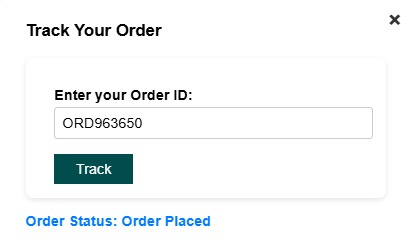 Track Your Order
Enter your Order ID:
ORD963650
Track
Order Status: Order Placed